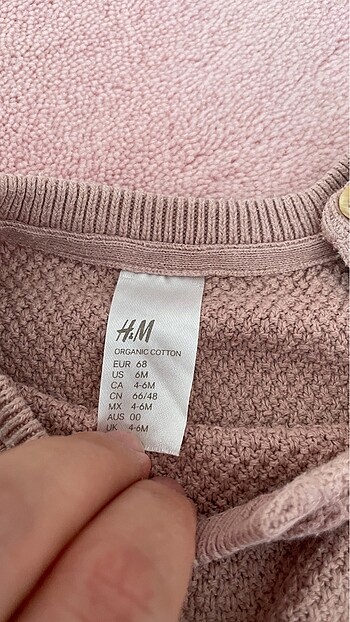 H&M
ORGANIC COTTON
EUR 68
US 6M
CA 4-6M
CN 66/48
MX 4-6M
AUS 00
UK 4-6M